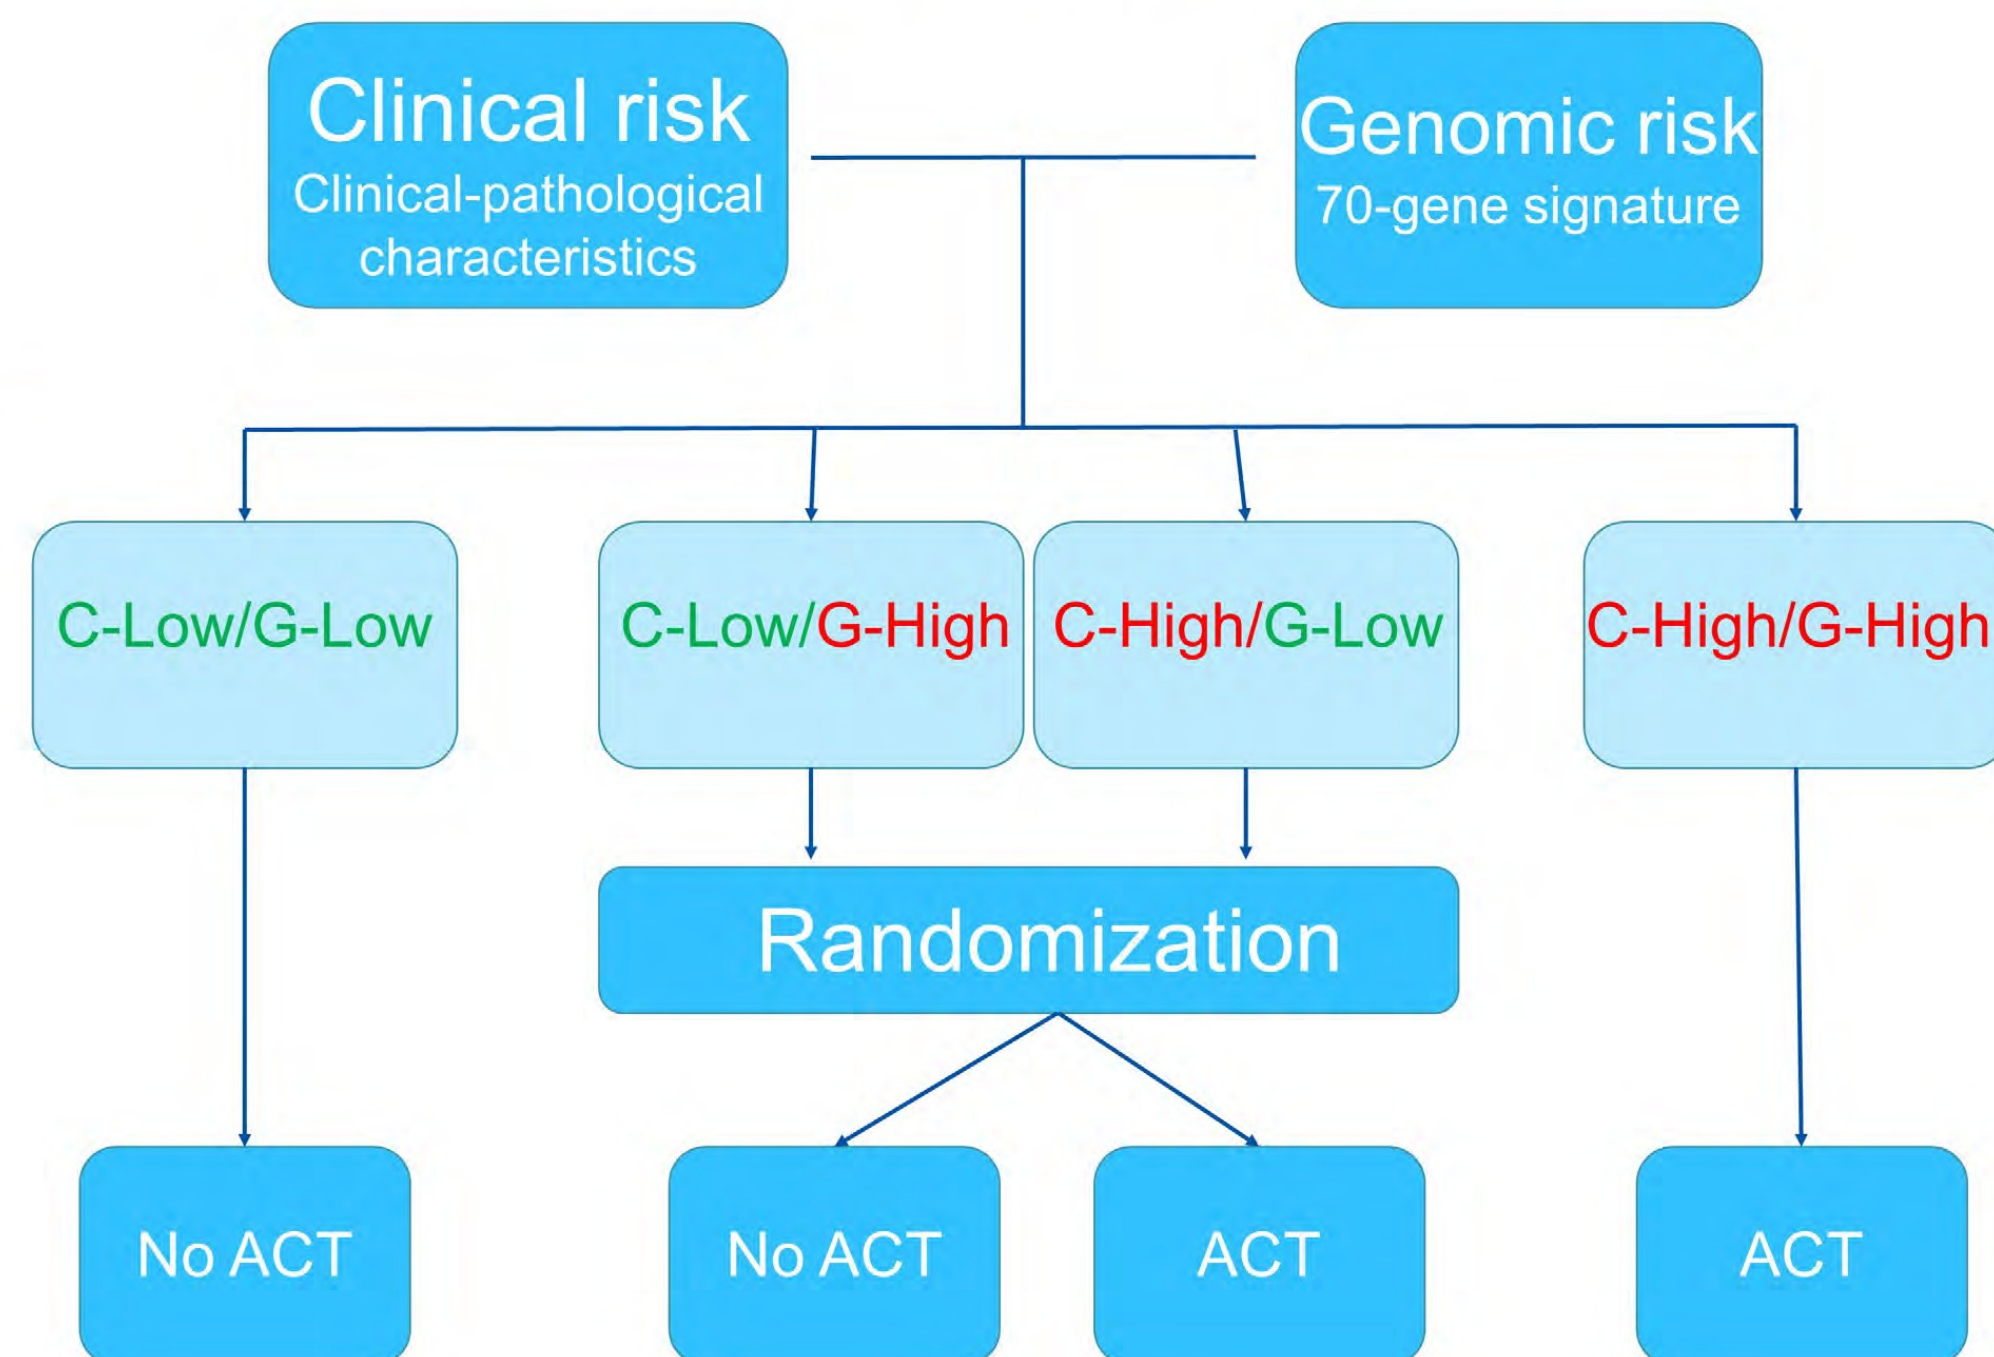 Clinical risk
Clinical-pathological
characteristics
Genomic risk
70-gene signature
C-Low/G-Low
C-Low/G-High
C-High/G-Low
C-High/G-High
Randomization
No ACT
No ACT
ACT
ACT